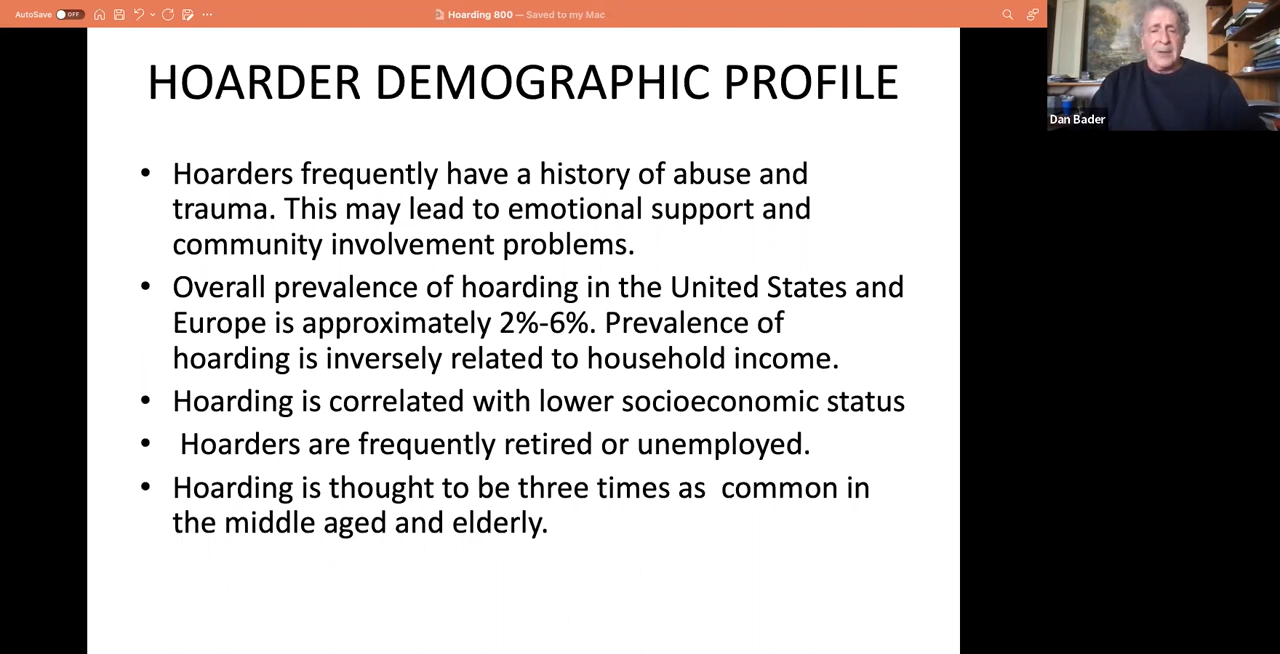 AutoSave OFF
Hoarding 800 — Saved to my Mac
HOARDER DEMOGRAPHIC PROFILE
• Hoarders frequently have a history of abuse and
trauma. This may lead to emotional support and
community involvement problems.
• Overall prevalence of hoarding in the United States and
Europe is approximately 2%-6%. Prevalence of
hoarding is inversely related to household income.
• Hoarding is correlated with lower socioeconomic status
• Hoarders are frequently retired or unemployed.
• Hoarding is thought to be three times as  common in
the middle aged and elderly.
Dan Bader